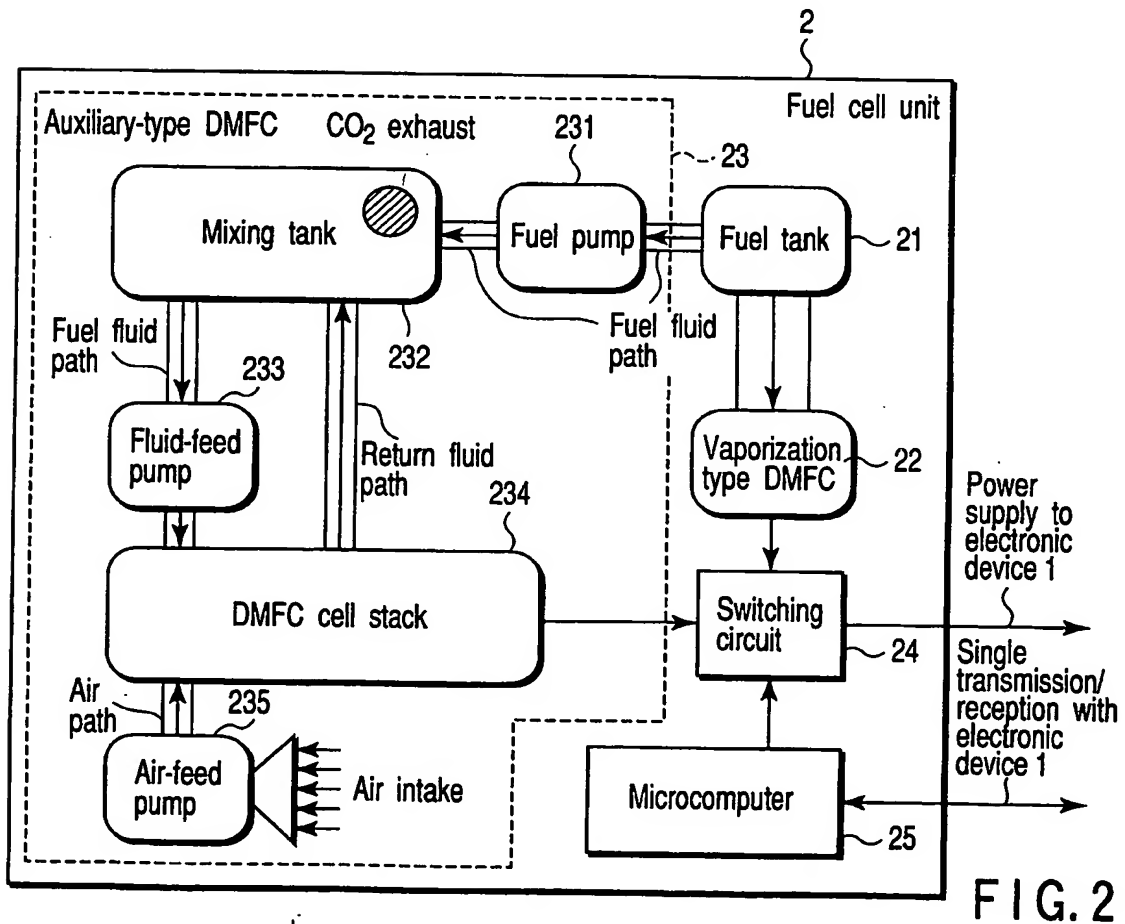 2
Fuel cell unit
Auxiliary-type DMFC
CO2 exhaust
231
23
Mixing tank
Fuel pump
Fuel tank
21
Fuel fluid
path
232
Fuel fluid
path
233
Fluid-feed
pump
Return fluid
path
Vaporization
type DMFC
22
234
Power
supply to
electronic
device 1
DMFC cell stack
Switching
circuit
24
Single
transmission/
reception with
electronic
device 1
Air
path
235
Air-feed
pump
Air intake
Microcomputer
25
FIG. 2